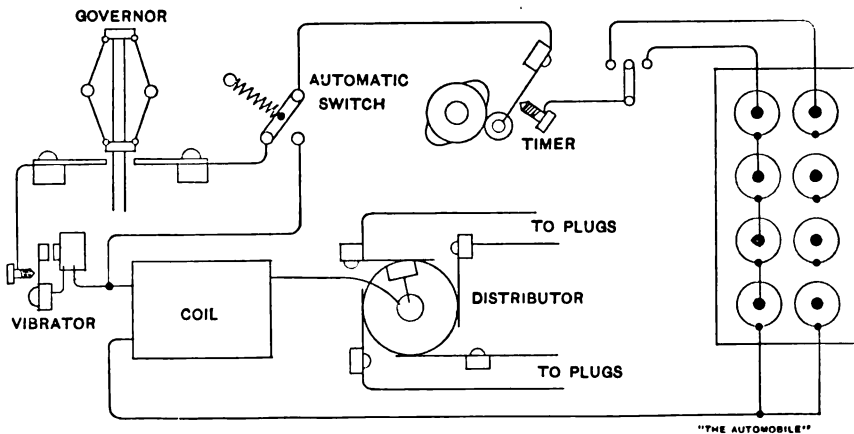 GOVERNOR
AUTOMATIC
SWITCH
TIMER
TO PLUGS
VIBRATOR
COIL
DISTRIBUTOR
TO PLUGS
"THE AUTOMOBILE"